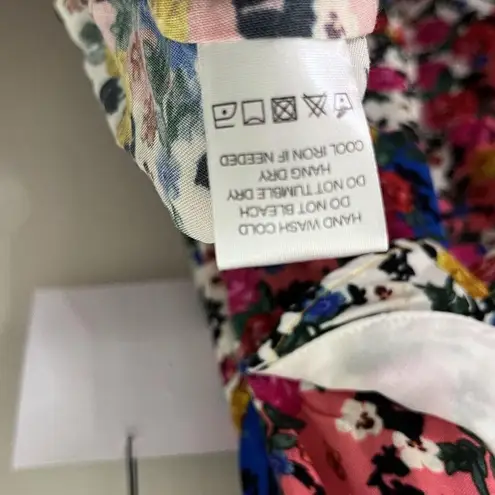 HAND WASH COLD
DO NOT BLEACH
DO NOT TUMBLE DRY
HANG DRY
COOL IRON IF NEEDED